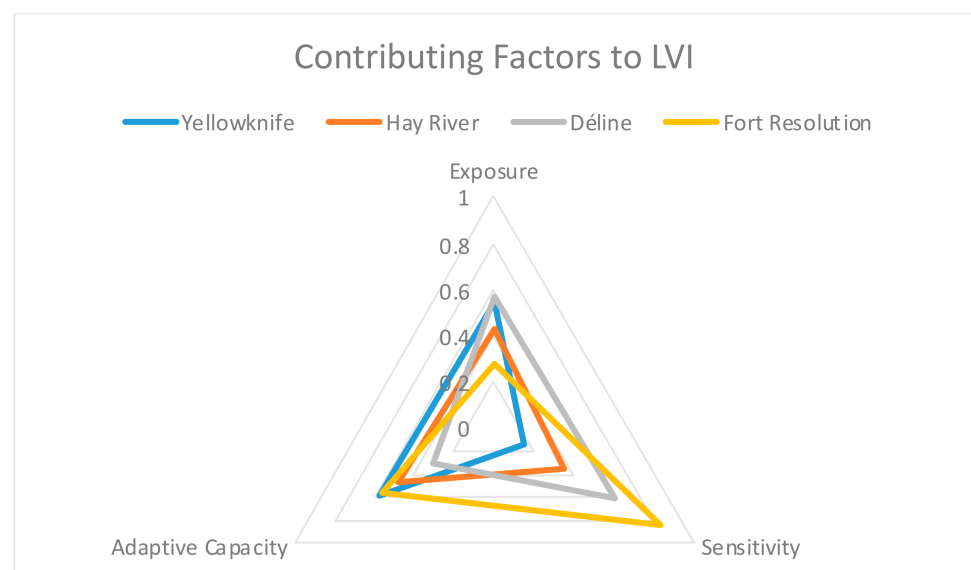 Contributing Factors to LVI
Yellowknife Hay River Déline Fort Resolution
Exposure
1
0.8
0.6
0.4
0.2
0
Adaptive Capacity Sensitivity